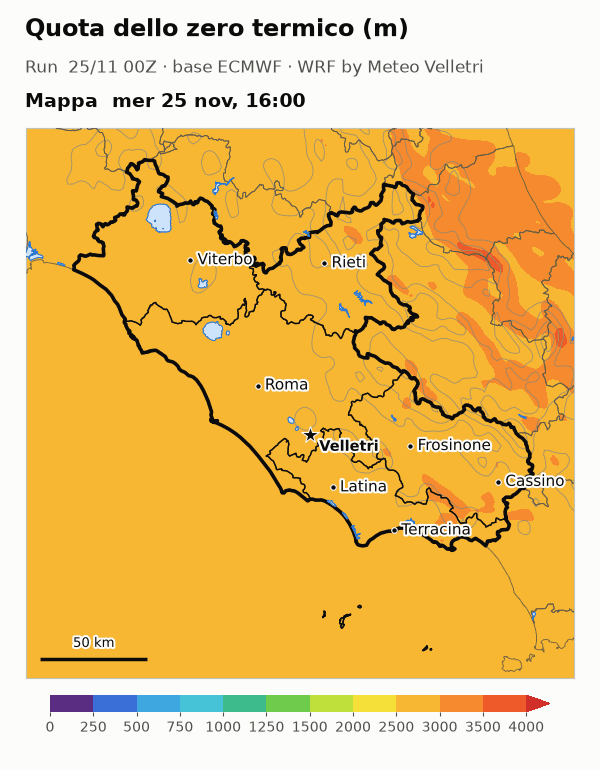 Quota dello zero termico (m)
Run 25/11 00Z · base ECMWF · WRF by Meteo Velletri
Mappa mer 25 nov, 16:00
Viterbo
Rieti
Roma
Velletri
Frosinone
Latina
Cassino
Terracina
50 km
0 250 500 750 1000 1250 1500 2000 2500 3000 3500 4000